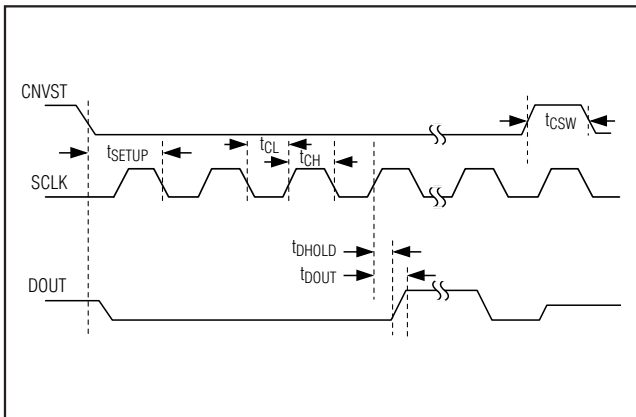 CNVST
tCSW
tSETUP
tCL
tCH
SCLK
tDHOLD
tDOUT
DOUT